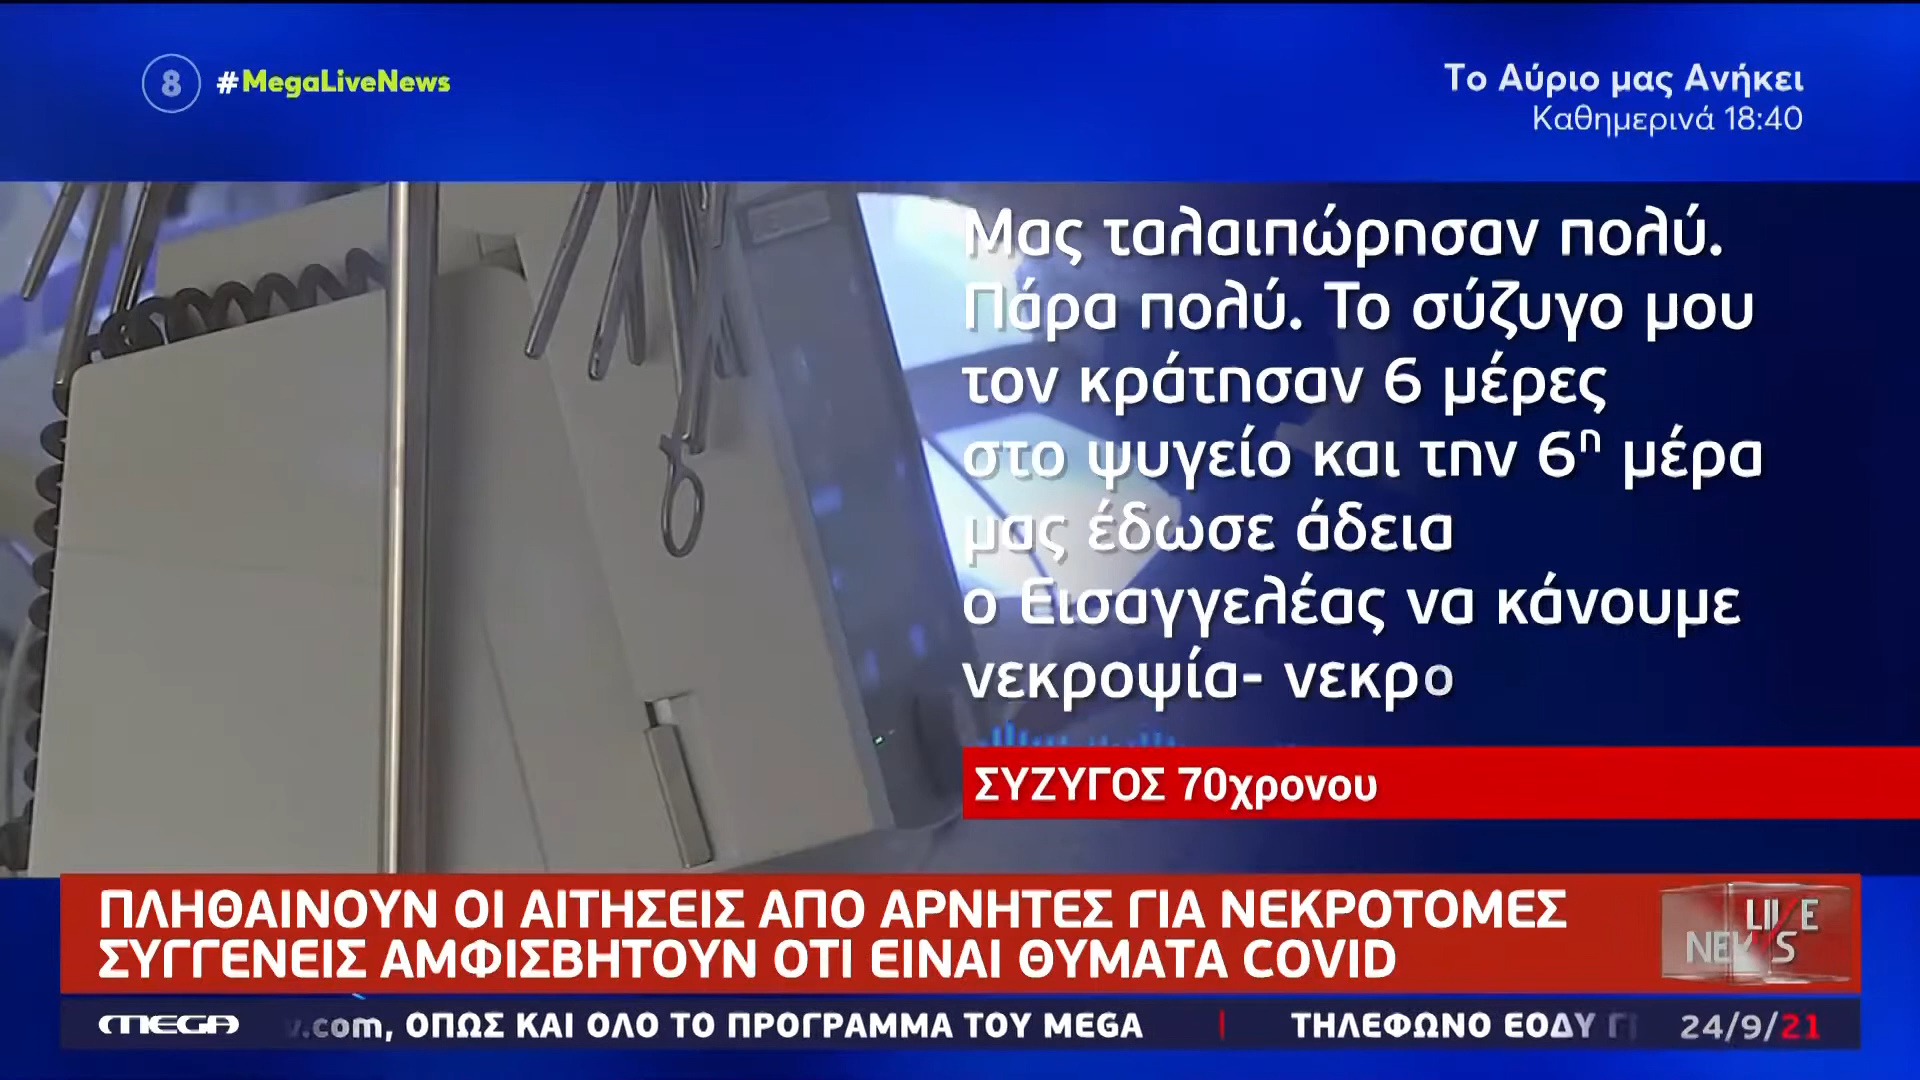 8 #MegaLiveNews
Το Αύριο μας Ανήκει
Καθημερινά 18:40
Μας ταλαιπώρησαν πολύ.
Πάρα πολύ. Το σύζυγο μου
τον κράτησαν 6 μέρες
στο ψυγείο και την 6η μέρα
μας έδωσε άδεια
ο Εισαγγελέας να κάνουμε
νεκροψία- νεκρο
ΣΥΖΥΓΟΣ 70χρονου
ΠΛΗΘΑΙΝΟΥΝ ΟΙ ΑΙΤΗΣΕΙΣ ΑΠΟ ΑΡΝΗΤΕΣ ΓΙΑ ΝΕΚΡΟΤΟΜΕΣ
ΣΥΓΓΕΝΕΙΣ ΑΜΦΙΣΒΗΤΟΥΝ ΟΤΙ ΕΙΝΑΙ ΘΥΜΑΤΑ COVID
LIVE
NEWS
MEGA .com, ΟΠΩΣ ΚΑΙ ΟΛΟ ΤΟ ΠΡΟΓΡΑΜΜΑ ΤΟΥ MEGA | ΤΗΛΕΦΩΝΟ ΕΟΔΥ 24/9/21